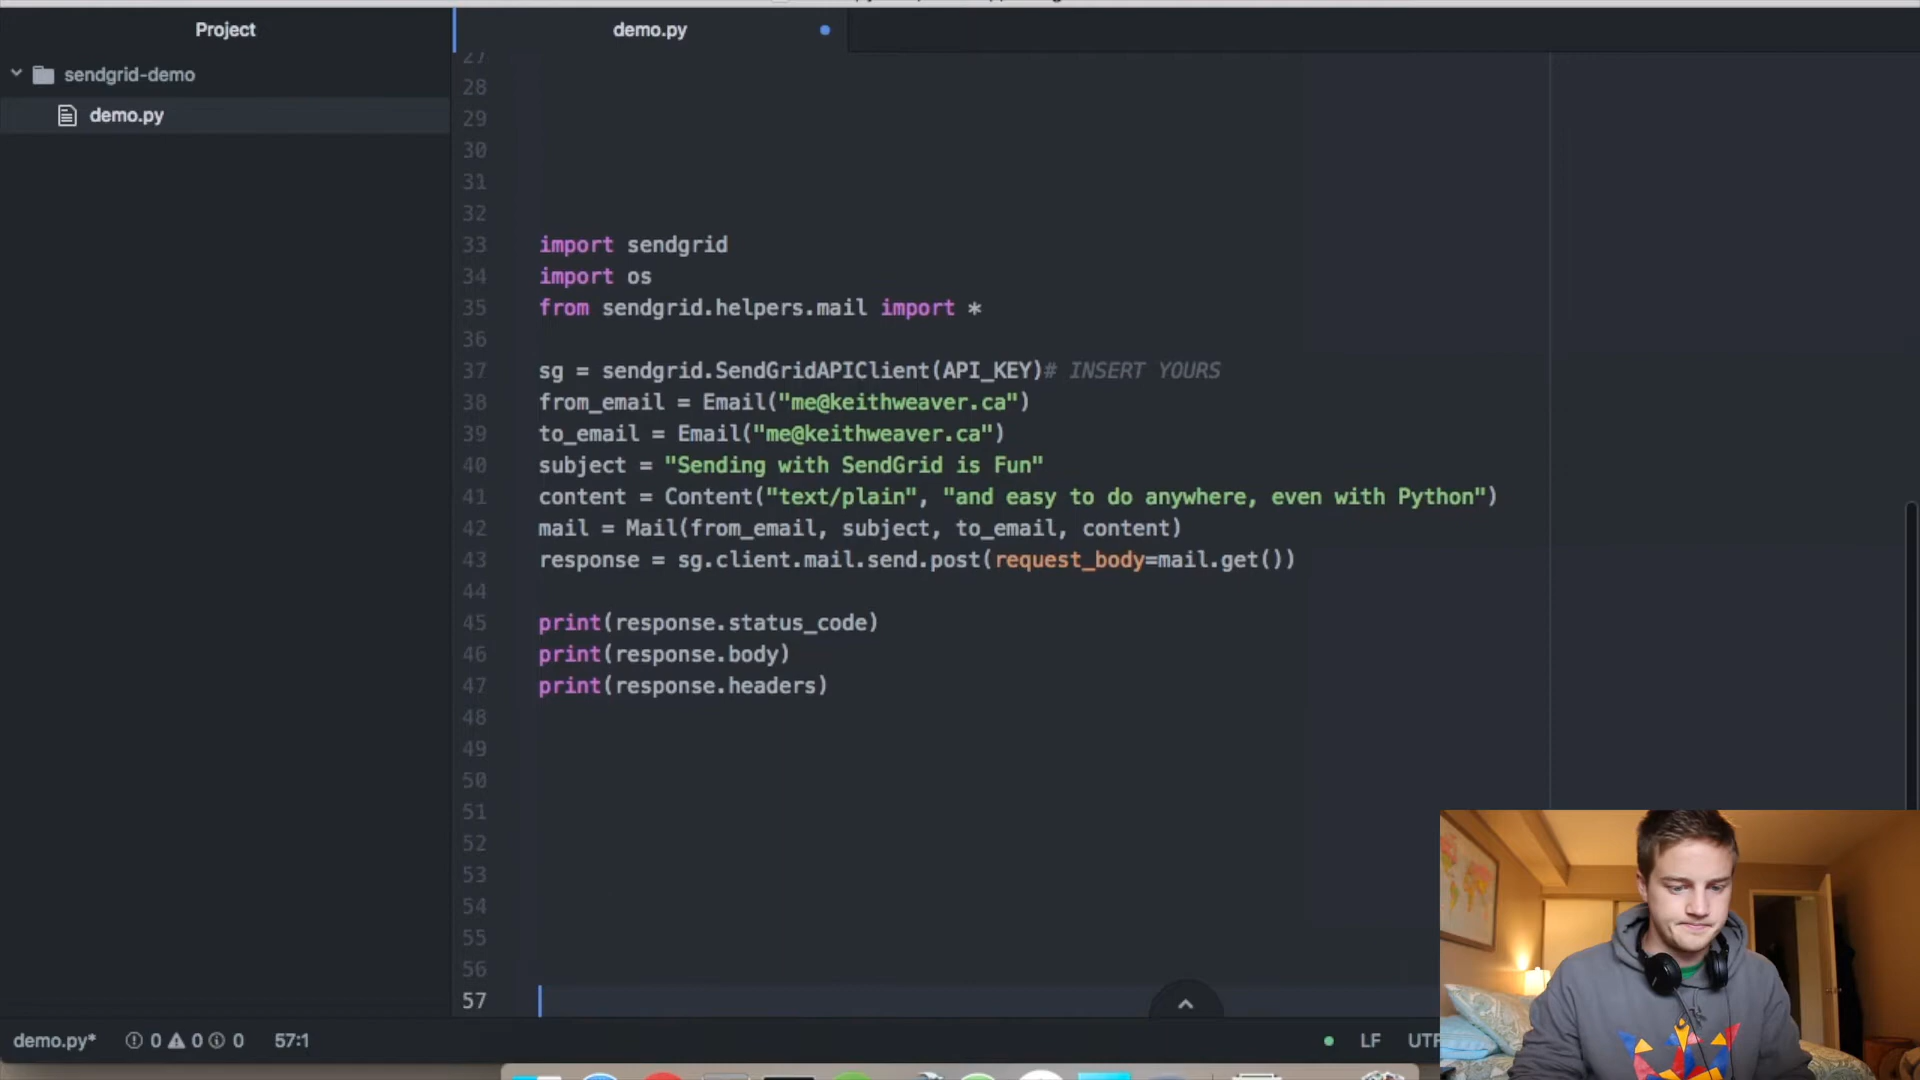 Project
demo.py
sendgrid-demo
demo.py
27
28
29
30
31
32
33 import sendgrid
34 import os
35 from sendgrid.helpers.mail import *
36
37 sg = sendgrid.SendGridAPIClient(API_KEY)# INSERT YOURS
38 from_email = Email("me@keithweaver.ca")
39 to_email = Email("me@keithweaver.ca")
40 subject = "Sending with SendGrid is Fun"
41 content = Content("text/plain", "and easy to do anywhere, even with Python")
42 mail = Mail(from_email, subject, to_email, content)
43 response = sg.client.mail.send.post(request_body=mail.get())
44
45 print(response.status_code)
46 print(response.body)
47 print(response.headers)
48
49
50
51
52
53
54
55
56
57
demo.py* 0 0 0 57:1 LF UTF